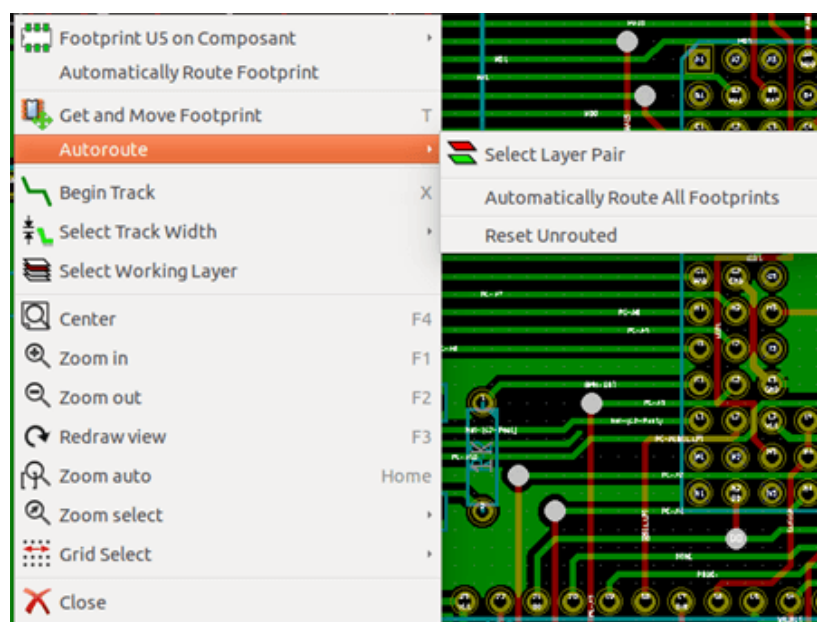 Footprint U5 on Composant
Automatically Route Footprint
Get and Move Footprint T
Autoroute
Select Layer Pair
Automatically Route All Footprints
Reset Unrouted
Begin Track X
Select Track Width
Select Working Layer
Center F4
Zoom in F1
Zoom out F2
Redraw view F3
Zoom auto Home
Zoom select
Grid Select
Close
1K